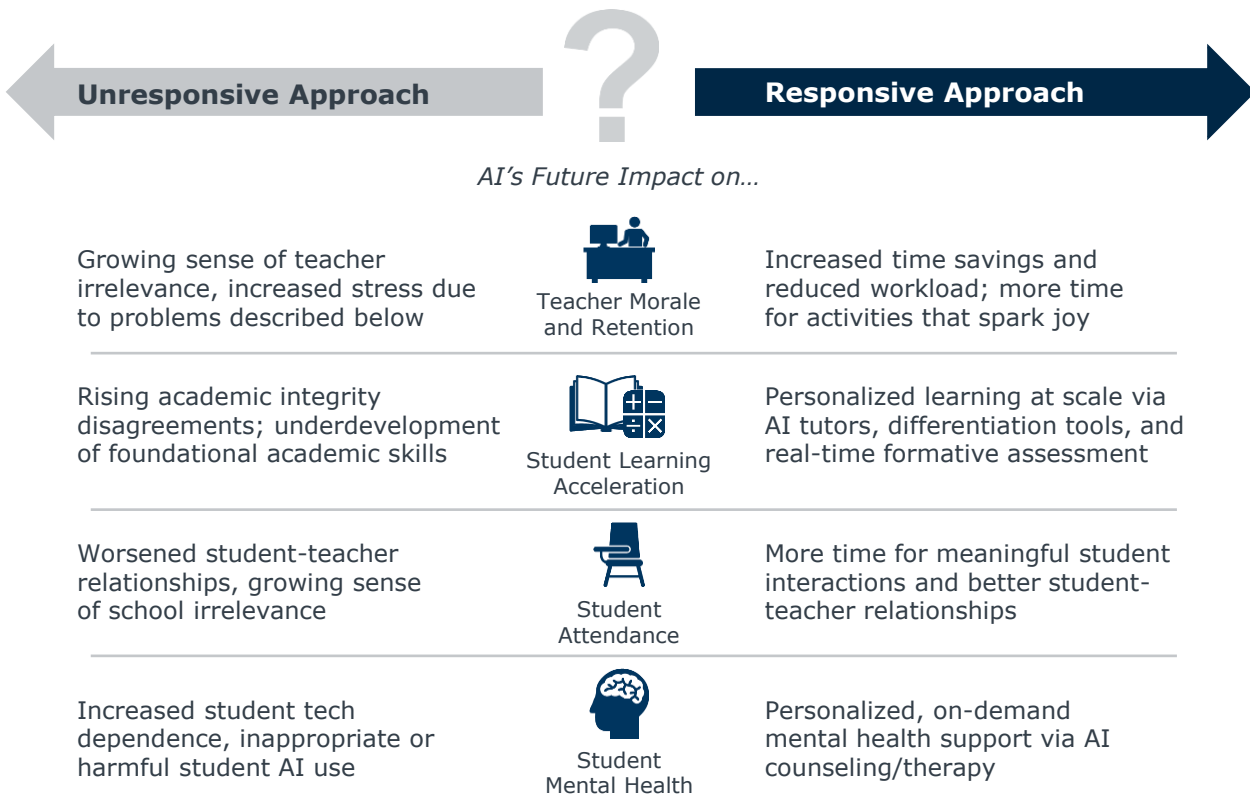 ?
Unresponsive Approach
Responsive Approach
AI's Future Impact on…
Growing sense of teacher
irrelevance, increased stress due
to problems described below
Teacher Morale
and Retention
Increased time savings and
reduced workload; more time
for activities that spark joy
Rising academic integrity
disagreements; underdevelopment
of foundational academic skills
+ −
÷ ×
Student Learning
Acceleration
Personalized learning at scale via
AI tutors, differentiation tools, and
real-time formative assessment
Worsened student-teacher
relationships, growing sense
of school irrelevance
Student
Attendance
More time for meaningful student
interactions and better student-
teacher relationships
Increased student tech
dependence, inappropriate or
harmful student AI use
Student
Mental Health
Personalized, on-demand
mental health support via AI
counseling/therapy